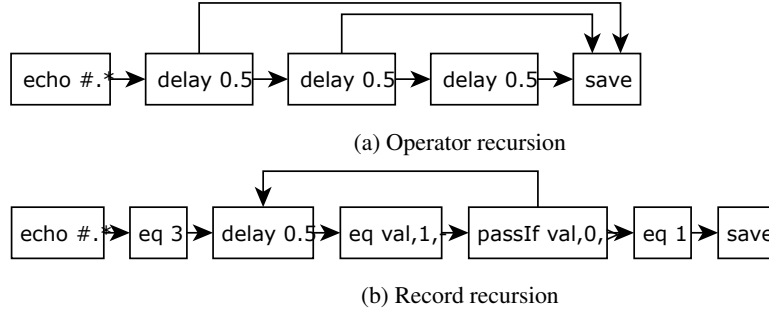 echo #.* delay 0.5 delay 0.5 delay 0.5 save
(a) Operator recursion
echo #.* eq 3 delay 0.5 eq val,1,- passIf val,0,> eq 1 save
(b) Record recursion